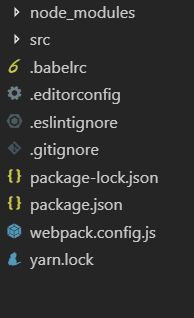 node_modules
src
.babelrc
.editorconfig
.eslintignore
.gitignore
package-lock.json
package.json
webpack.config.js
yarn.lock